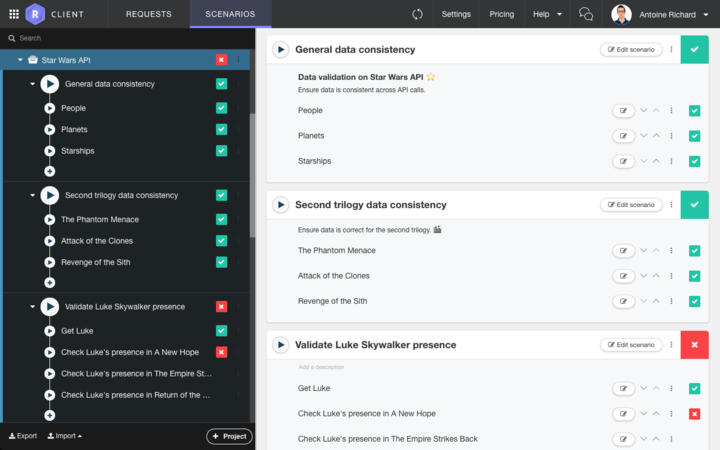 R CLIENT REQUESTS SCENARIOS Settings Pricing Help Antoine Richard
Search
Star Wars API
General data consistency
People
Planets
Starships
Second trilogy data consistency
The Phantom Menace
Attack of the Clones
Revenge of the Sith
Validate Luke Skywalker presence
Get Luke
Check Luke's presence in A New Hope
Check Luke's presence in The Empire St...
Check Luke's presence in Return of the ...
Export Import + Project
General data consistency Edit scenario
Data validation on Star Wars API ⭐
Ensure data is consistent across API calls.
People
Planets
Starships
Second trilogy data consistency Edit scenario
Ensure data is correct for the second trilogy. 🎬
The Phantom Menace
Attack of the Clones
Revenge of the Sith
Validate Luke Skywalker presence Edit scenario
Add a description
Get Luke
Check Luke's presence in A New Hope
Check Luke's presence in The Empire Strikes Back